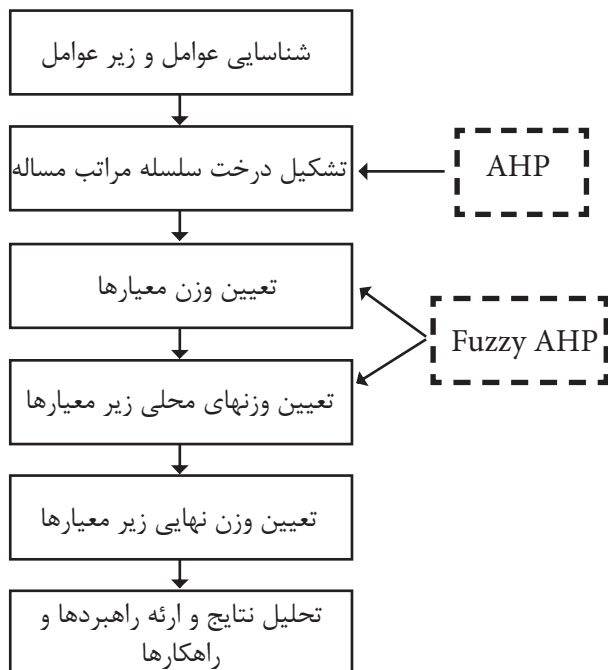 شناسایی عوامل و زیر عوامل
تشکیل درخت سلسله مراتب مساله
AHP
تعیین وزن معیارها
Fuzzy AHP
تعیین وزنهای محلی زیر معیارها
تعیین وزن نهایی زیر معیارها
تحلیل نتایج و ارئه راهبردها و
راهکارها